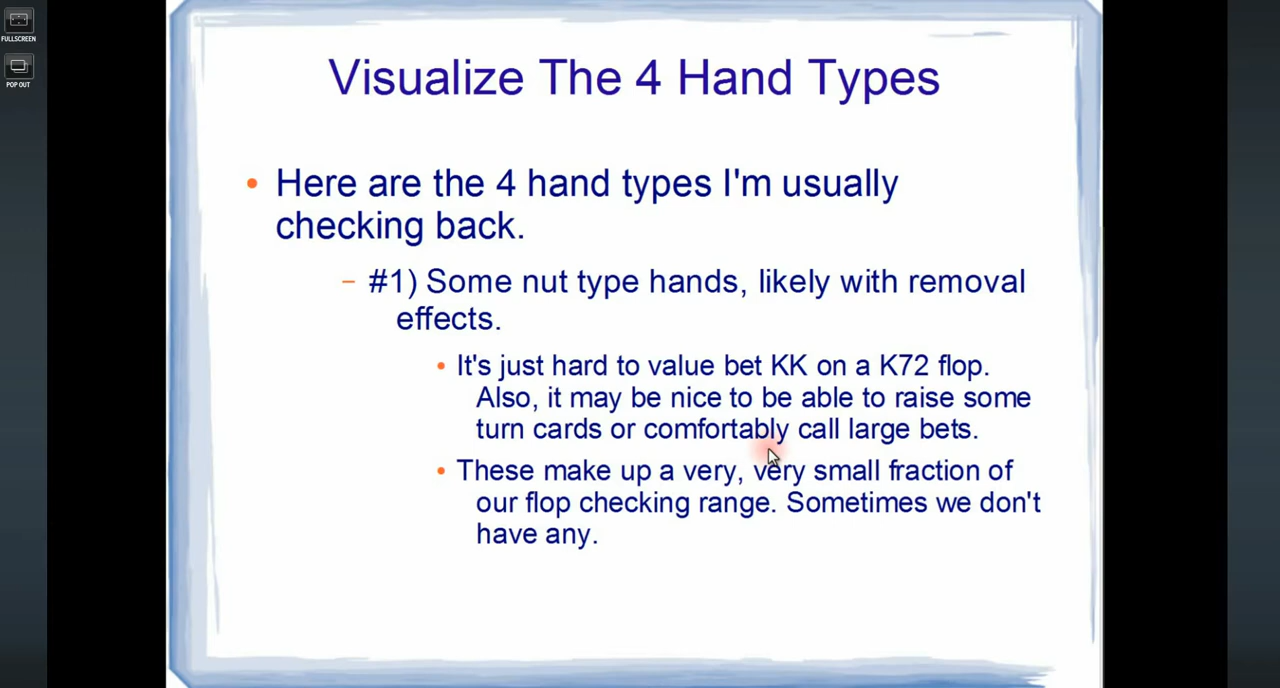 FULLSCREEN
POP OUT
Visualize The 4 Hand Types
• Here are the 4 hand types I'm usually
checking back.
– #1) Some nut type hands, likely with removal
effects.
• It's just hard to value bet KK on a K72 flop.
Also, it may be nice to be able to raise some
turn cards or comfortably call large bets.
• These make up a very, very small fraction of
our flop checking range. Sometimes we don't
have any.